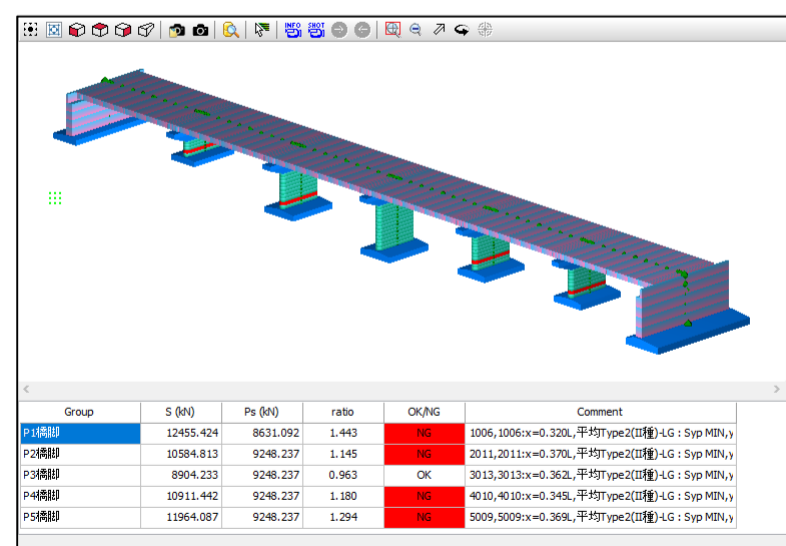 INFO SHOT
Group S (kN) Ps (kN) ratio OK/NG Comment
P1橋脚 12455.424 8631.092 1.443 NG 1006,1006:x=0.320L,平均Type2(II種)-LG : Syp MIN,y
P2橋脚 10584.813 9248.237 1.145 NG 2011,2011:x=0.370L,平均Type2(II種)-LG : Syp MIN,y
P3橋脚 8904.233 9248.237 0.963 OK 3013,3013:x=0.362L,平均Type2(II種)-LG : Syp MIN,y
P4橋脚 10911.442 9248.237 1.180 NG 4010,4010:x=0.345L,平均Type2(II種)-LG : Syp MIN,y
P5橋脚 11964.087 9248.237 1.294 NG 5009,5009:x=0.369L,平均Type2(II種)-LG : Syp MIN,y